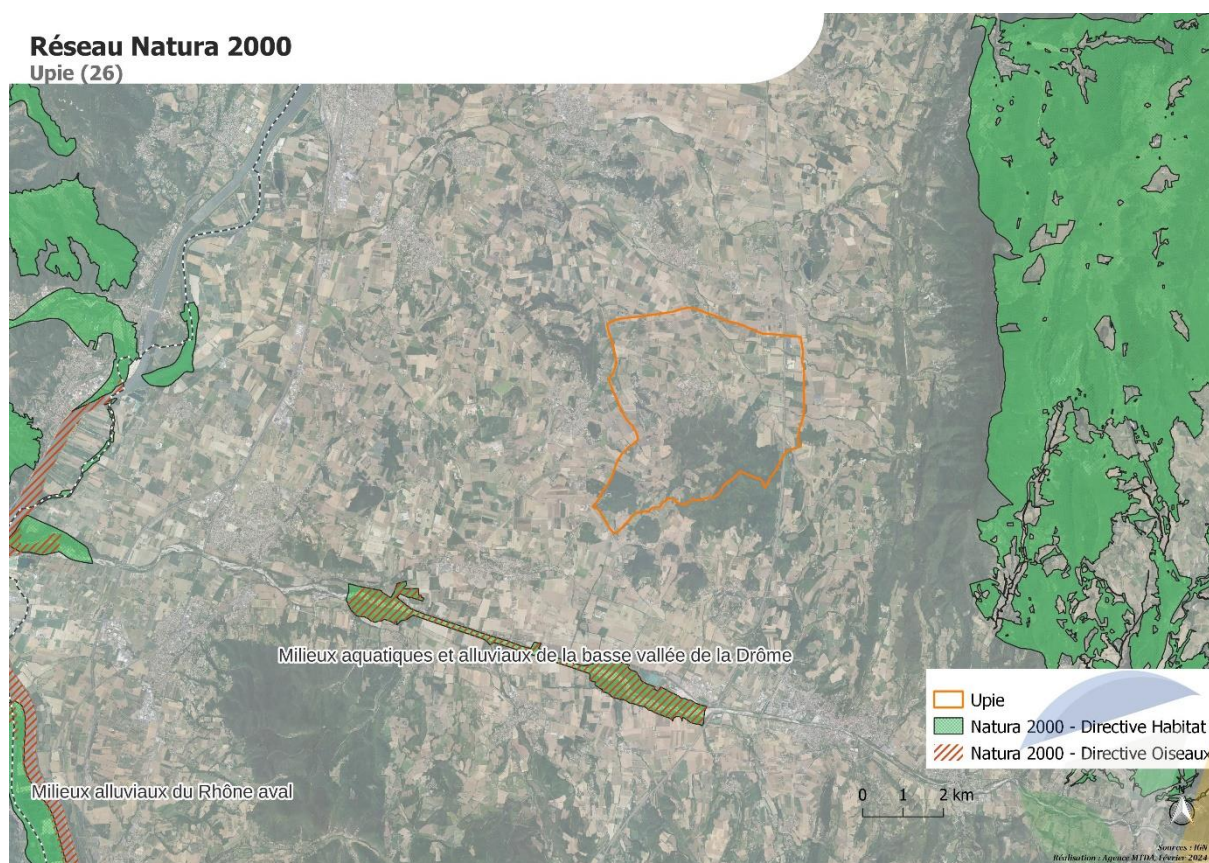 Réseau Natura 2000
Upie (26)
Milieux aquatiques et alluviaux de la basse vallée de la Drôme
Milieux alluviaux du Rhône aval
Upie
Natura 2000 - Directive Habitat
Natura 2000 - Directive Oiseaux
0 1 2 km
N
Sources : IGN
Réalisation : Agence MTDA, Février 2024